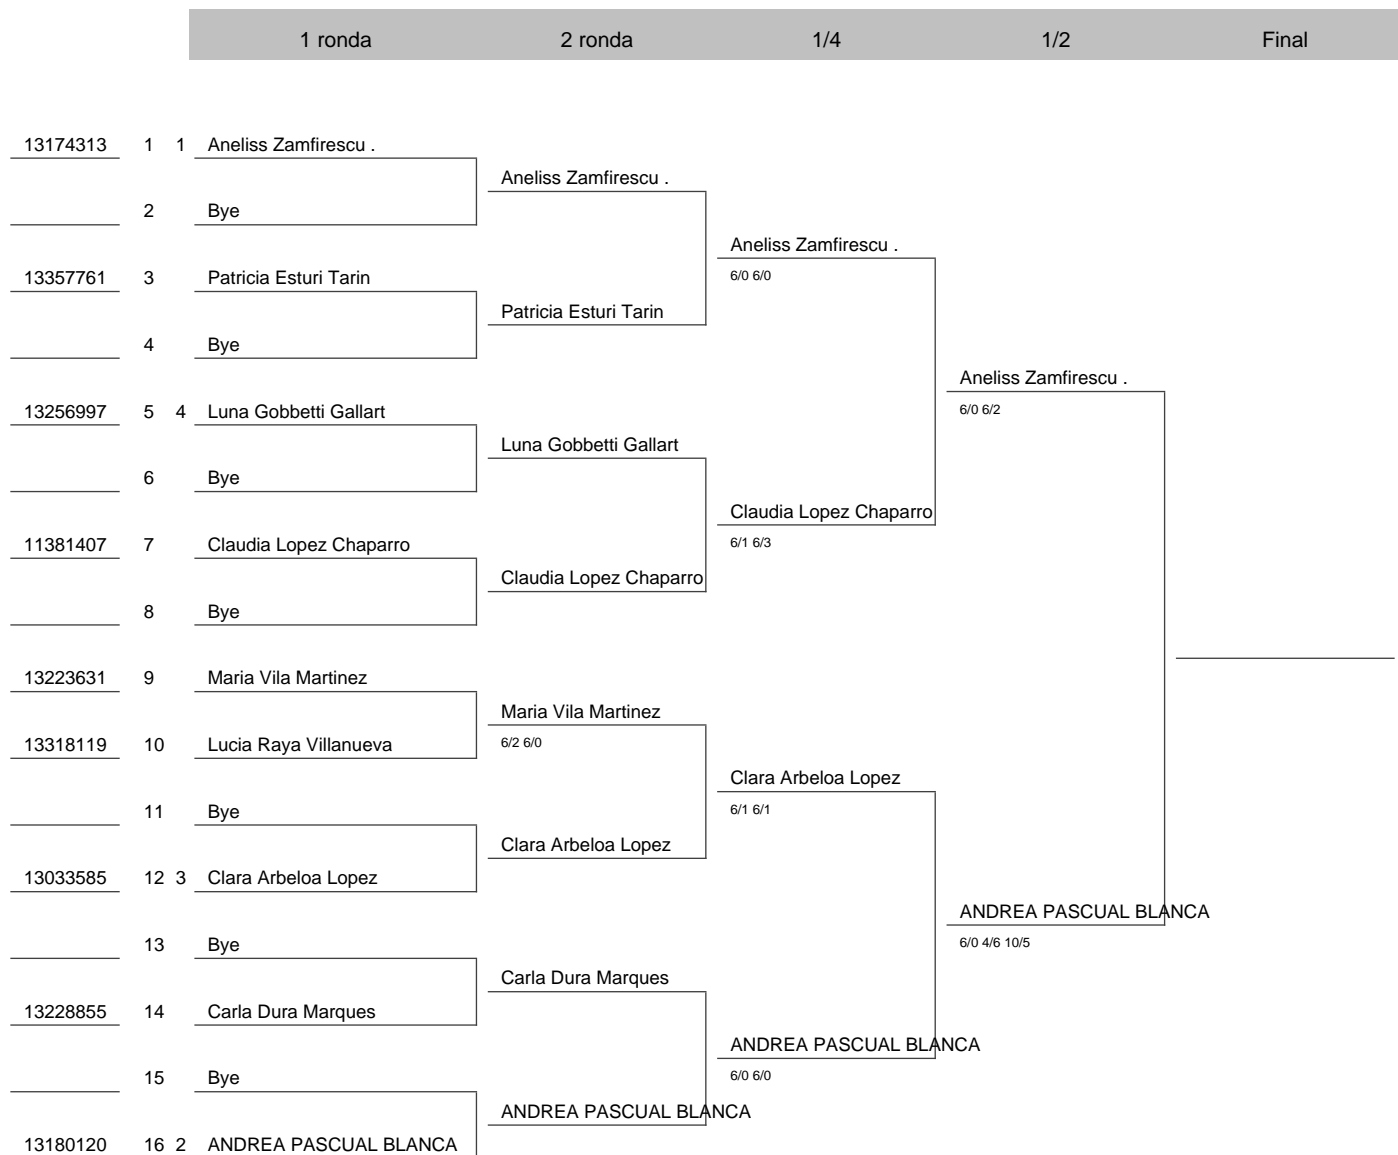 1 ronda 2 ronda 1/4 1/2 Final
13174313 1 1 Aneliss Zamfirescu .
Aneliss Zamfirescu .
2 Bye
Aneliss Zamfirescu .
13357761 3 Patricia Esturi Tarin 6/0 6/0
Patricia Esturi Tarin
4 Bye
Aneliss Zamfirescu .
13256997 5 4 Luna Gobbetti Gallart 6/0 6/2
Luna Gobbetti Gallart
6 Bye
Claudia Lopez Chaparro
11381407 7 Claudia Lopez Chaparro 6/1 6/3
Claudia Lopez Chaparro
8 Bye
13223631 9 Maria Vila Martinez
Maria Vila Martinez
13318119 10 Lucia Raya Villanueva 6/2 6/0
Clara Arbeloa Lopez
11 Bye 6/1 6/1
Clara Arbeloa Lopez
13033585 12 3 Clara Arbeloa Lopez
ANDREA PASCUAL BLANCA
13 Bye 6/0 4/6 10/5
Carla Dura Marques
13228855 14 Carla Dura Marques
ANDREA PASCUAL BLANCA
15 Bye 6/0 6/0
ANDREA PASCUAL BLANCA
13180120 16 2 ANDREA PASCUAL BLANCA